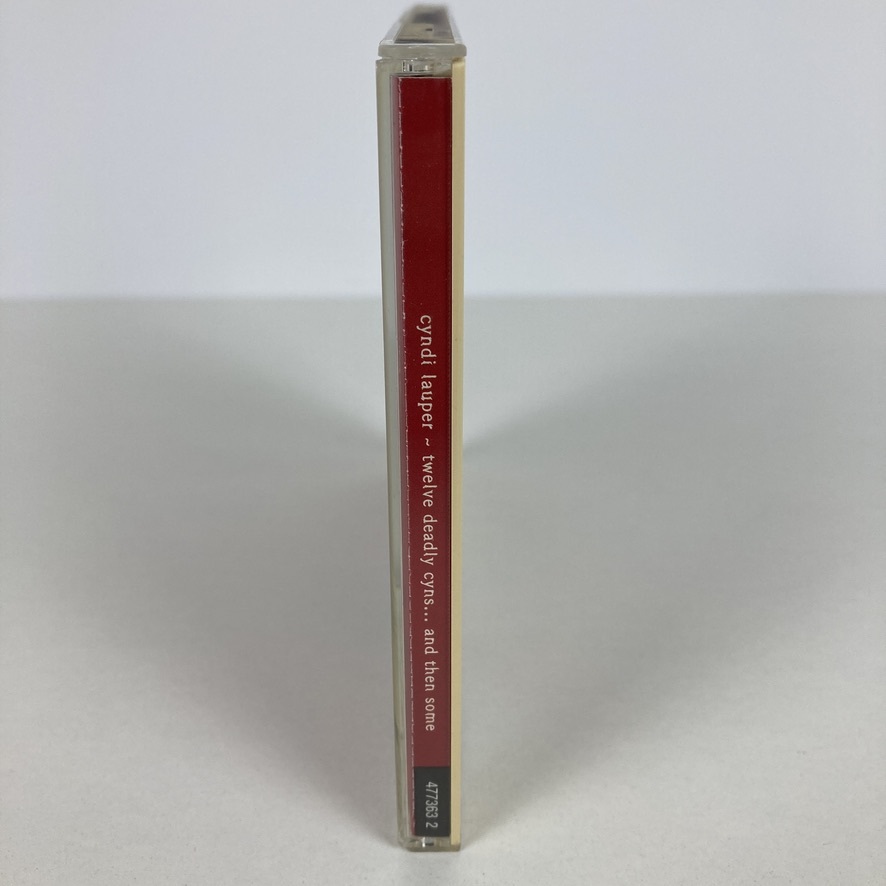 cyndi lauper ~ twelve deadly cyns... and then some
477363 2